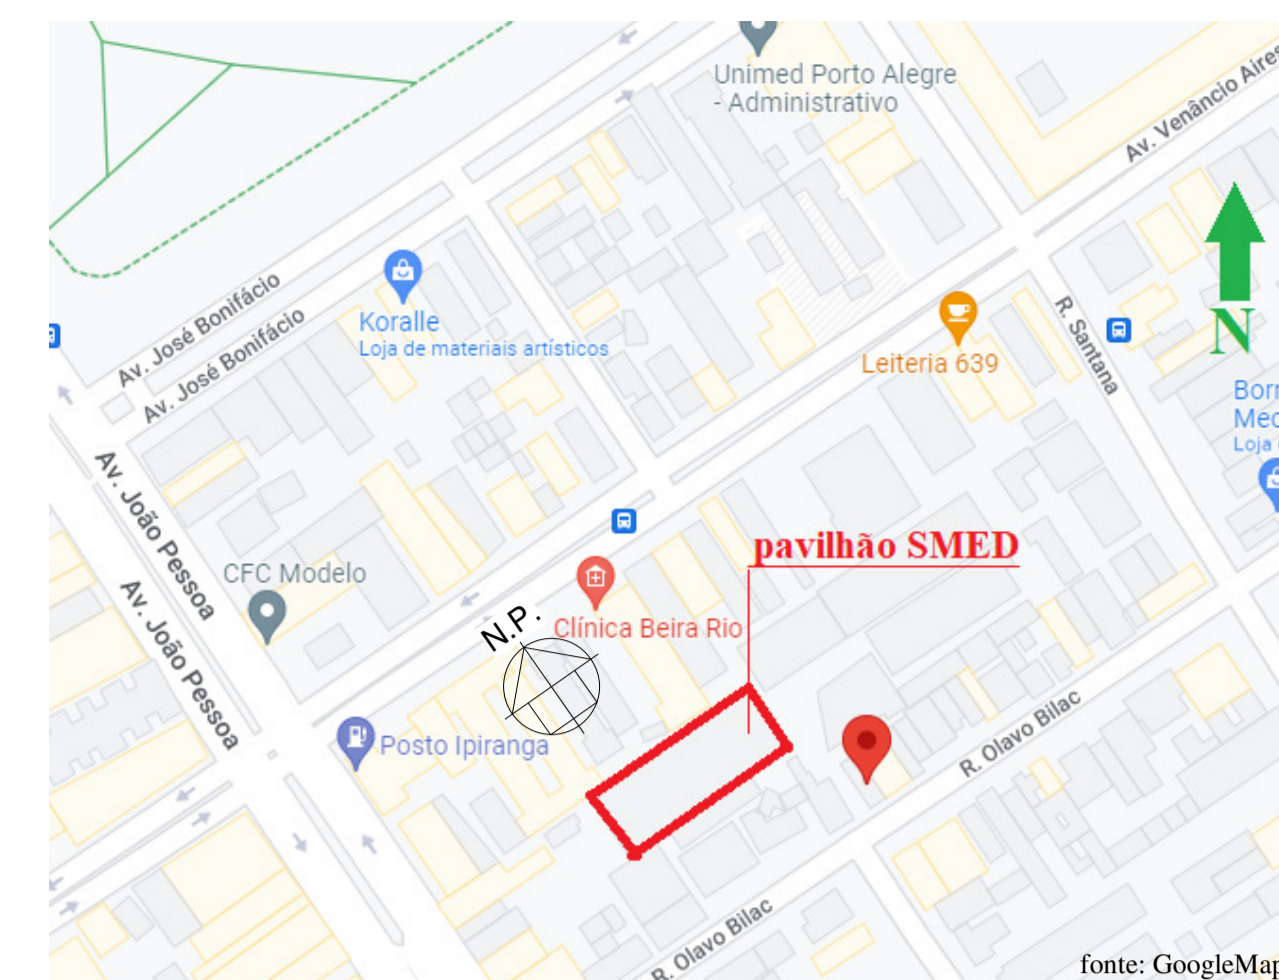 Unimed Porto Alegre
- Administrativo
Av. Venâncio Aires
Av. José Bonifácio
Av. José Bonifácio
Koralle
Loja de materiais artísticos
R. Santana
N
Leiteria 639
Av. João Pessoa
Av. João Pessoa
CFC Modelo
pavilhão SMED
N.P.
Clínica Beira Rio
Posto Ipiranga
R. Olavo Bilac
R. Olavo Bilac
fonte: GoogleMap